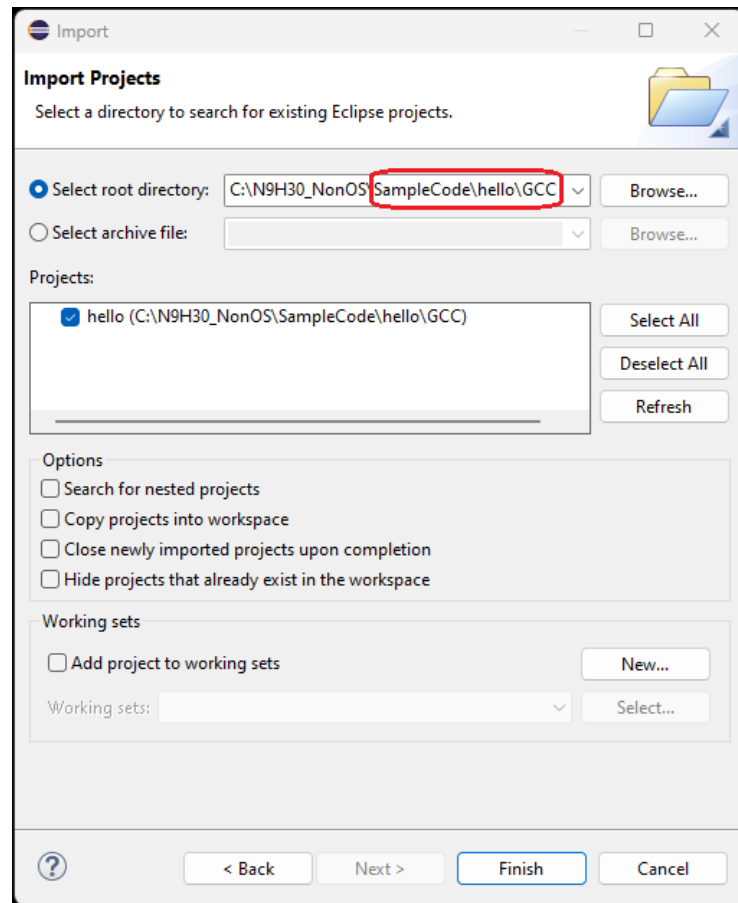 Import
Import Projects
Select a directory to search for existing Eclipse projects.
Select root directory: C:\N9H30_NonOS\SampleCode\hello\GCC Browse...
Select archive file: Browse...
Projects:
hello (C:\N9H30_NonOS\SampleCode\hello\GCC)
Select All
Deselect All
Refresh
Options
Search for nested projects
Copy projects into workspace
Close newly imported projects upon completion
Hide projects that already exist in the workspace
Working sets
Add project to working sets New...
Working sets: Select...
? < Back Next > Finish Cancel